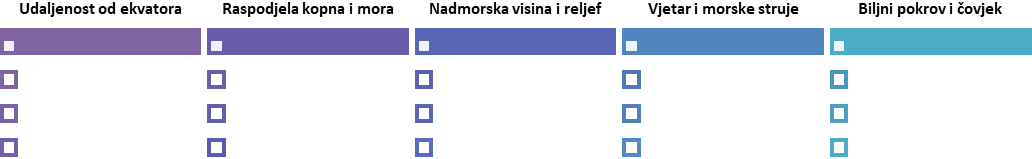 Udaljenost od ekvatora
Raspodjela kopna i mora
Nadmorska visina i reljef
Vjetar i morske struje
Biljni pokrov i čovjek